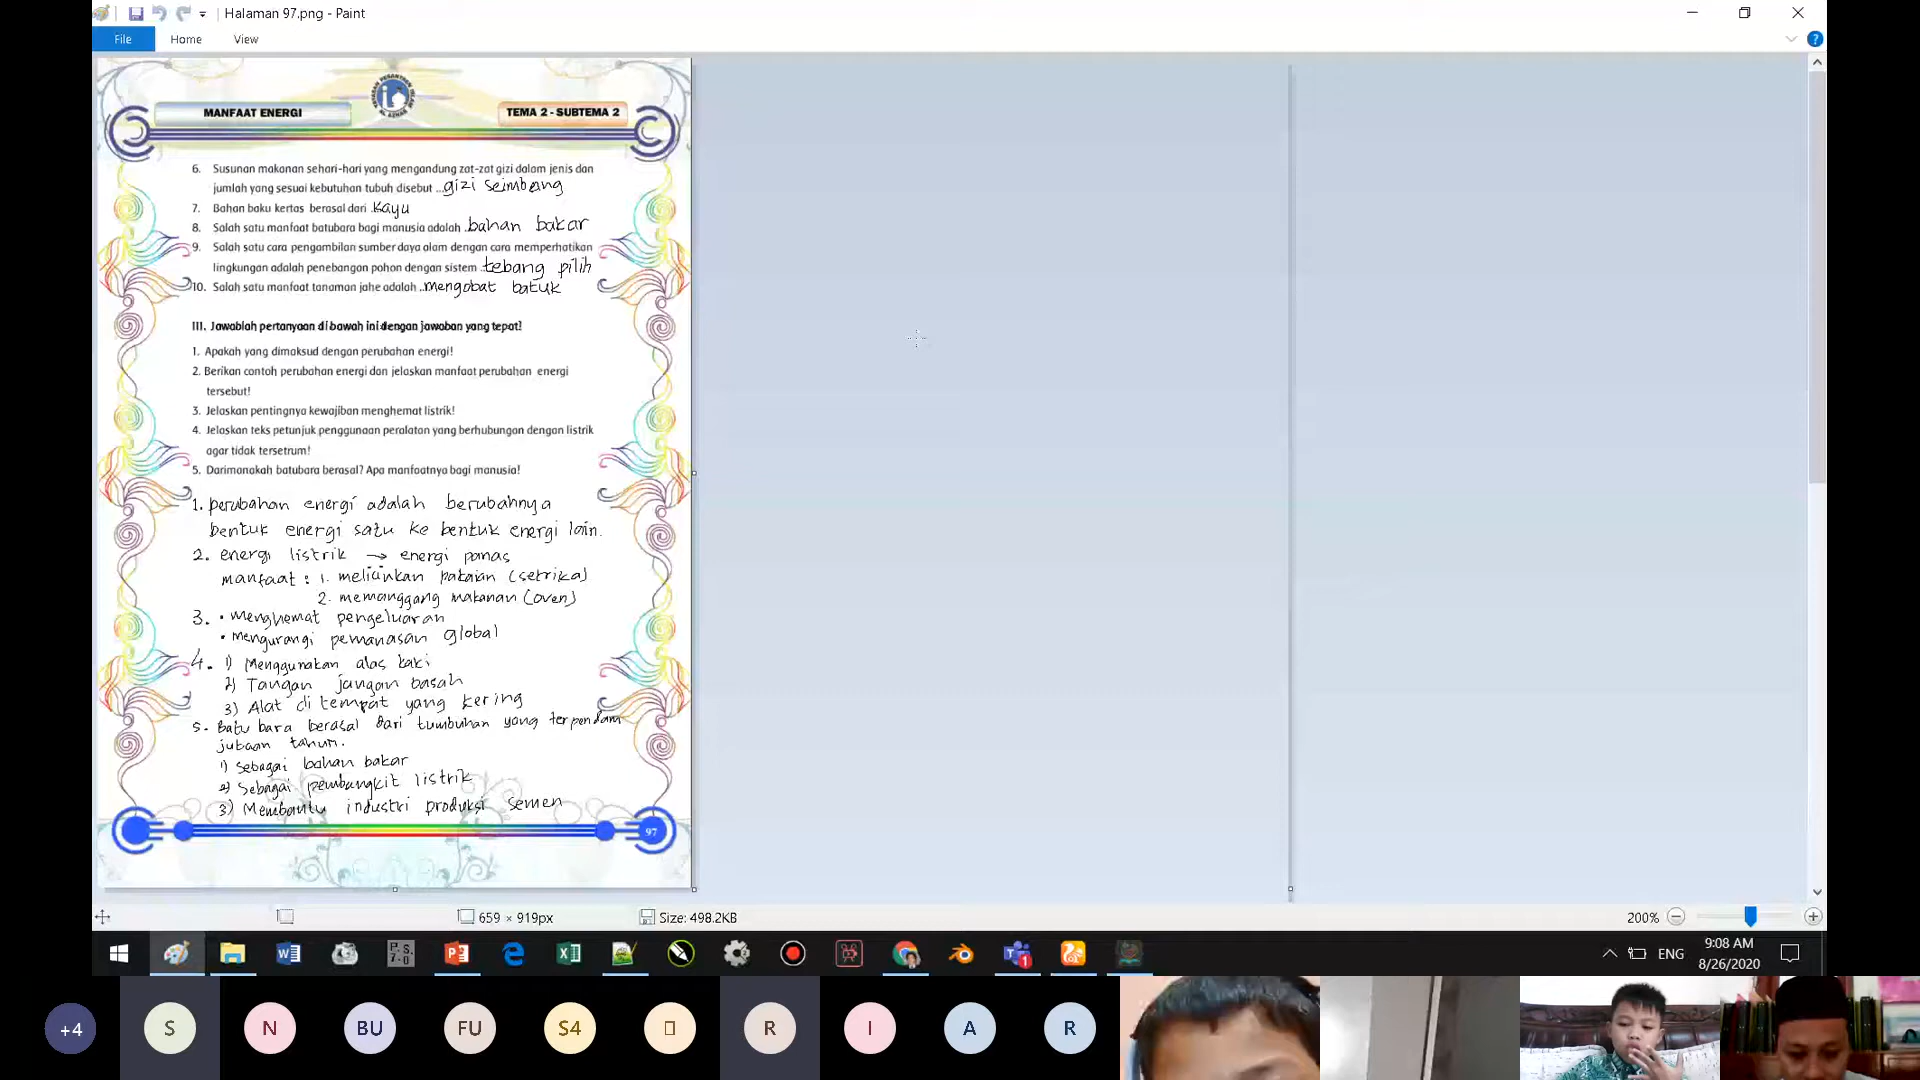 Halaman 97.png - Paint
File Home View
MANFAAT ENERGI
TEMA 2 - SUBTEMA 2
6. Susunan makanan sehari-hari yang mengandung zat-zat gizi dalam jenis dan
jumlah yang sesuai kebutuhan tubuh disebut ...gizi seimbang
7. Bahan baku kertas berasal dari ..Kayu
8. Salah satu manfaat batubara bagi manusia adalah ..bahan bakar
9. Salah satu cara pengambilan sumber daya alam dengan cara memperhatikan
lingkungan adalah penebangan pohon dengan sistem ..tebang pilih
10. Salah satu manfaat tanaman jahe adalah ..mengobat batuk
III. Jawablah pertanyaan di bawah ini dengan jawaban yang tepat!
1. Apakah yang dimaksud dengan perubahan energi!
2. Berikan contoh perubahan energi dan jelaskan manfaat perubahan energi
tersebut!
3. Jelaskan pentingnya kewajiban menghemat listrik!
4. Jelaskan teks petunjuk penggunaan peralatan yang berhubungan dengan listrik
agar tidak tersetrum!
5. Darimanakah batubara berasal? Apa manfaatnya bagi manusia!
1. perubahan energi adalah berubahnya
bentuk energi satu ke bentuk energi lain.
2. energi listrik → energi panas
manfaat : 1. pakaian (setrika)
2. memanggang makanan (oven)
3. • menghemat pengeluaran
• mengurangi pemanasan global
4. 1) Menggunakan alas kaki
2) Tangan jangan basah
3) Alat di tempat yang kering
5. Batu bara berasal dari tumbuhan yang terpendam
jutaan tahun.
1) Sebagai bahan bakar
2) Sebagai pembangkit listrik
3) Membantu industri produksi semen
97
659 × 919px
Size: 498.2KB
200%
ENG
9:08 AM
8/26/2020
+4 S N BU FU S4 R I A R